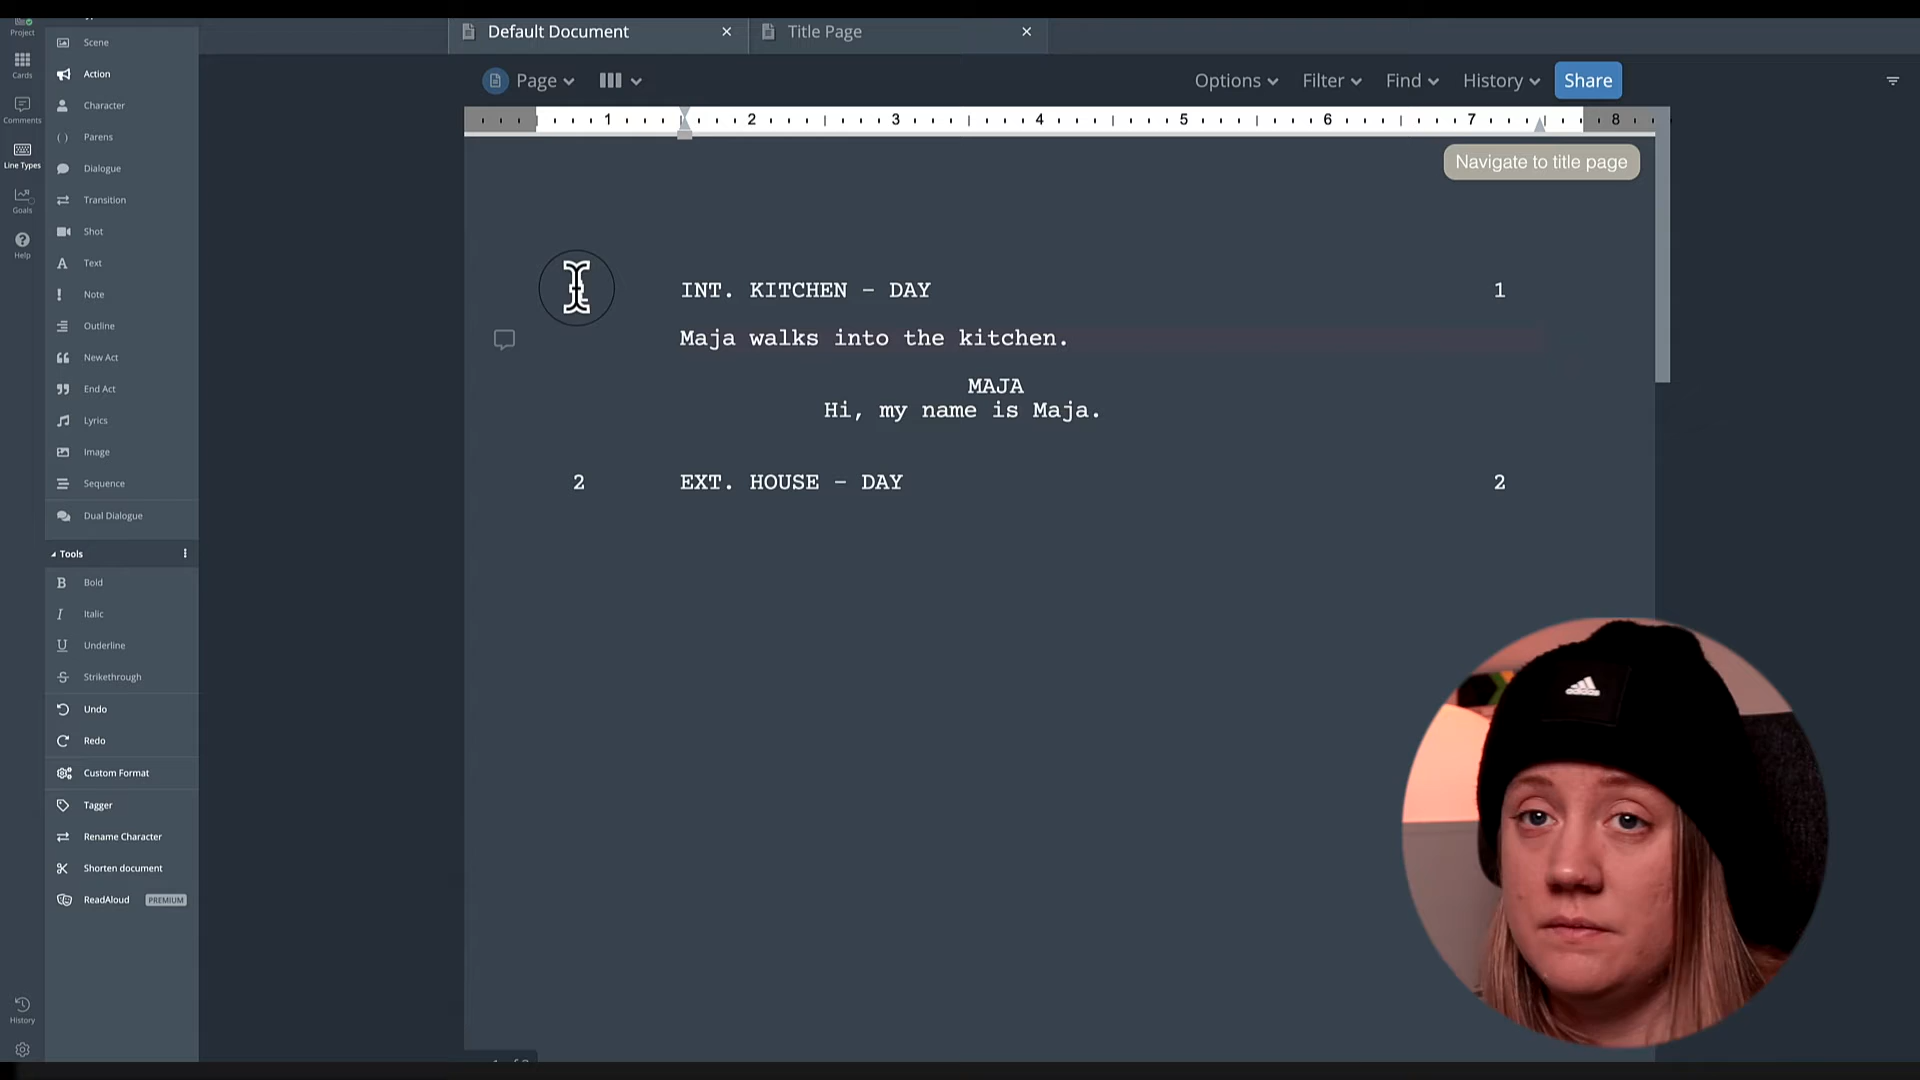 Default Document
Title Page
Project
Cards
Comments
Line Types
Goals
Help
History
Scene
Action
Character
Parens
Dialogue
Transition
Shot
Text
Note
Outline
New Act
End Act
Lyrics
Image
Sequence
Dual Dialogue
Tools
Bold
Italic
Underline
Strikethrough
Undo
Redo
Custom Format
Tagger
Rename Character
Shorten document
ReadAloud PREMIUM
Page
Options Filter Find History Share
1 2 3 4 5 6 7 8
Navigate to title page
INT. KITCHEN - DAY 1
Maja walks into the kitchen.
MAJA
Hi, my name is Maja.
2 EXT. HOUSE - DAY 2